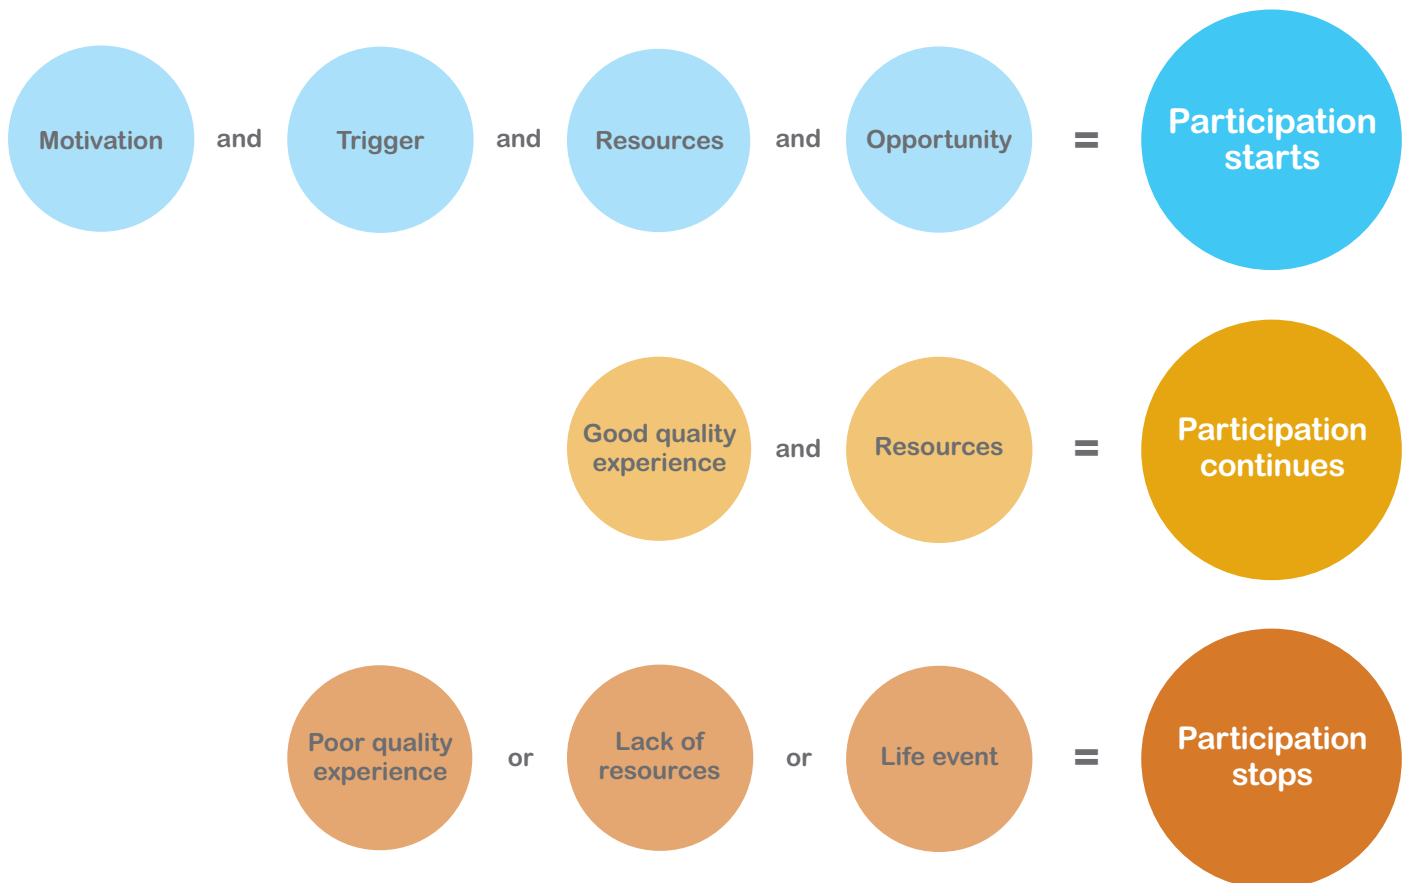 Motivation and Trigger and Resources and Opportunity = Participation
starts
Good quality
experience and Resources = Participation
continues
Poor quality
experience or Lack of
resources or Life event = Participation
stops